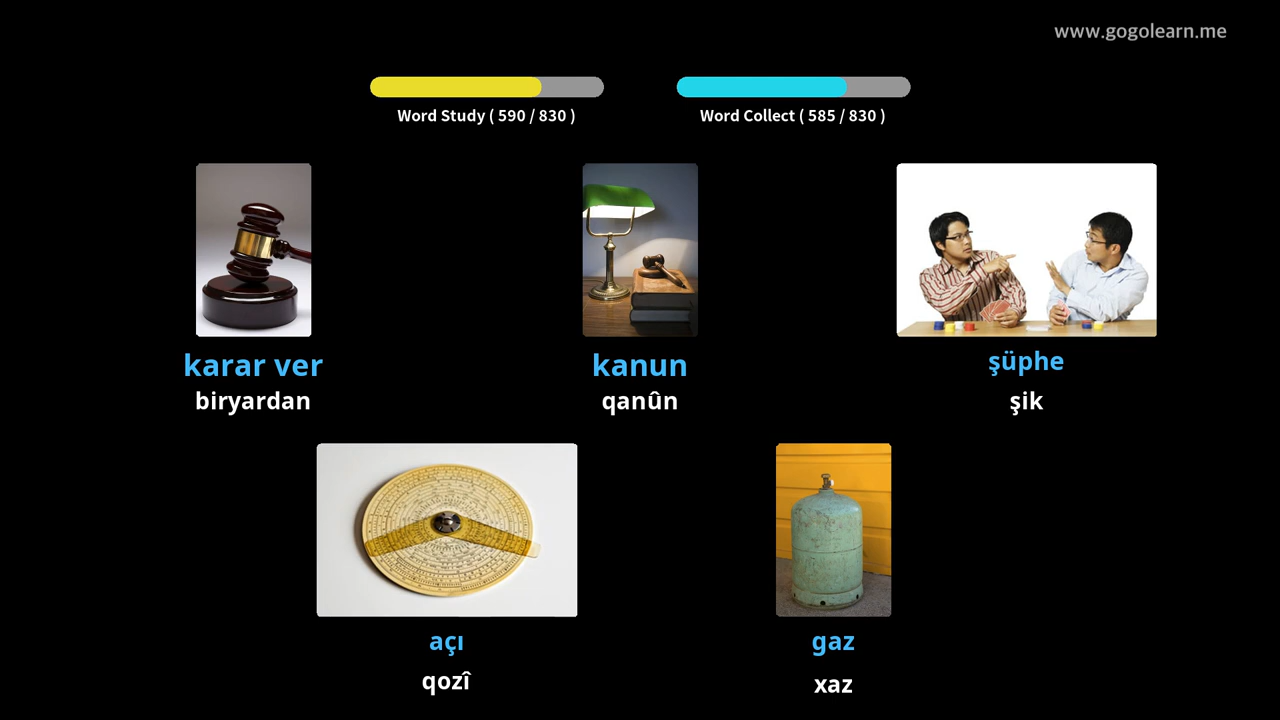 www.gogolearn.me
Word Study ( 590 / 830 )
Word Collect ( 585 / 830 )
karar ver
biryardan
kanun
qanûn
şüphe
şik
açı
qozî
gaz
xaz